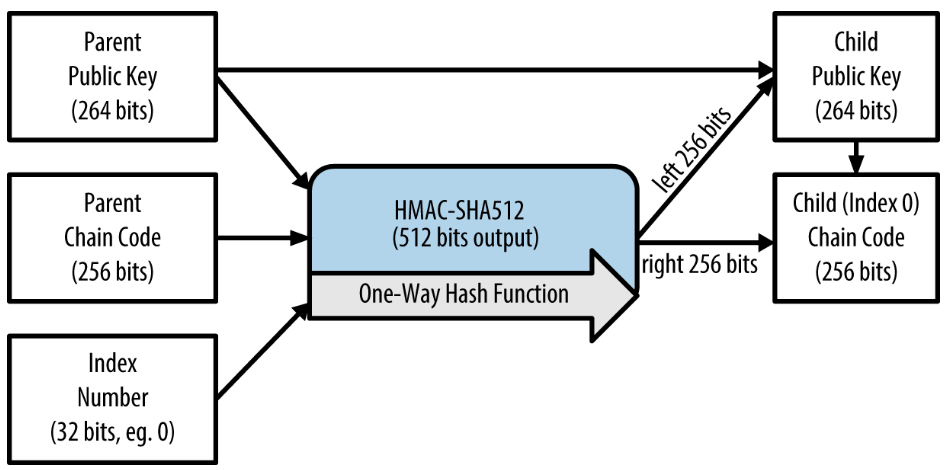 Parent
Public Key
(264 bits)
Parent
Chain Code
(256 bits)
Index
Number
(32 bits, eg. 0)
HMAC-SHA512
(512 bits output)
One-Way Hash Function
left 256 bits
right 256 bits
Child
Public Key
(264 bits)
Child (Index 0)
Chain Code
(256 bits)